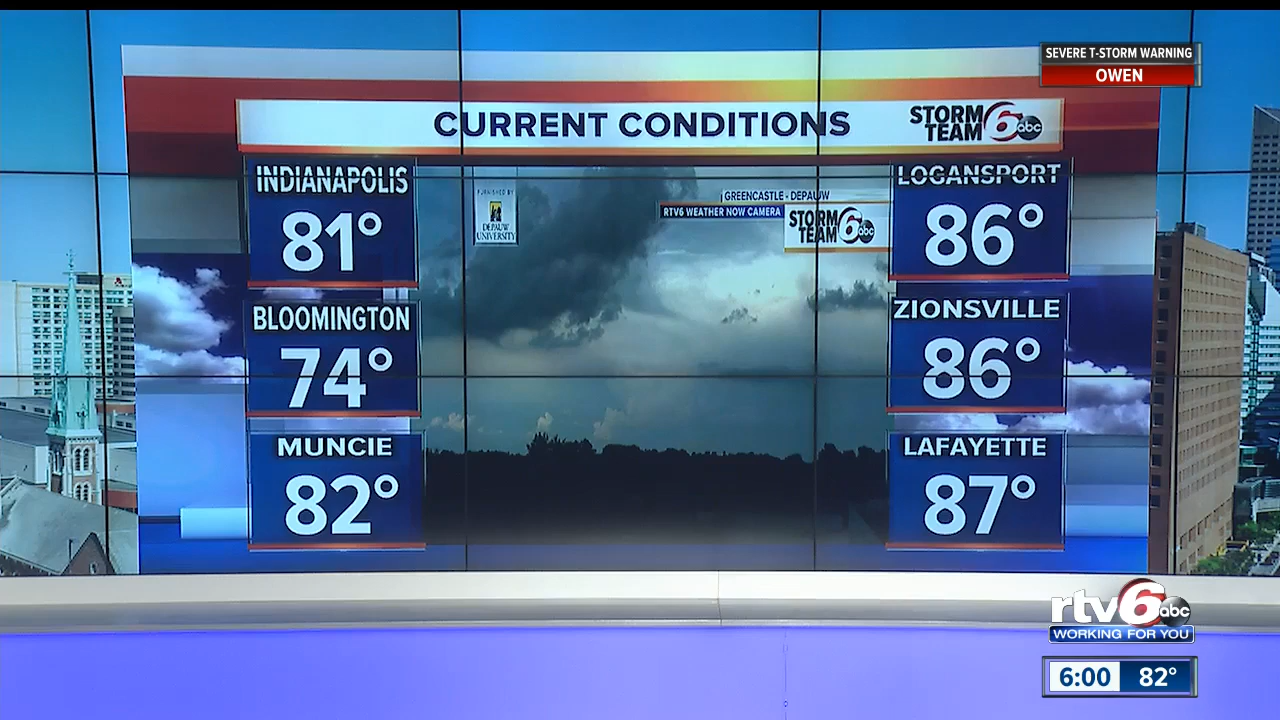 SEVERE T-STORM WARNING
OWEN
CURRENT CONDITIONS
STORM
TEAM 6 abc
INDIANAPOLIS
81°
BLOOMINGTON
74°
MUNCIE
82°
FURNISHED BY
DEPAUW
UNIVERSITY
GREENCASTLE - DEPAUW
RTV6 WEATHER NOW CAMERA
STORM
TEAM 6 abc
LOGANSPORT
86°
ZIONSVILLE
86°
LAFAYETTE
87°
rtv6 abc
WORKING FOR YOU
6:00 82°